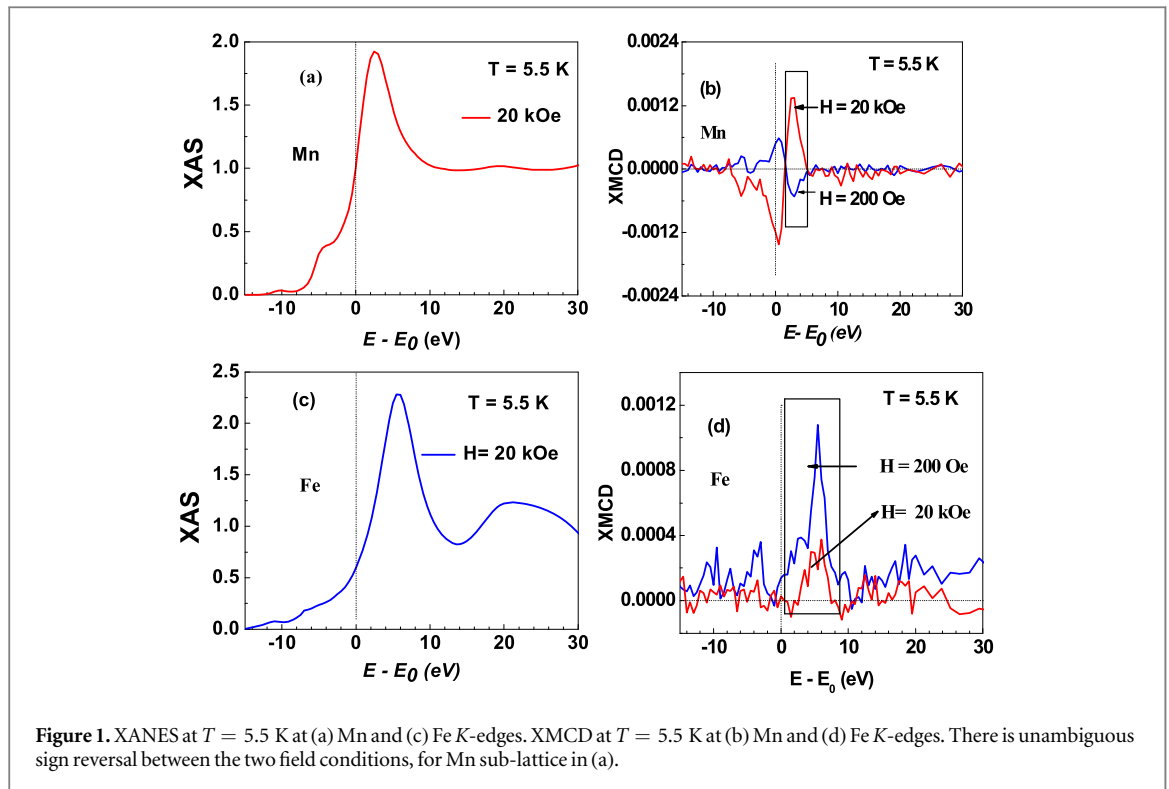 2.0
1.5
1.0
0.5
0.0
XAS
(a)
T = 5.5 K
20 kOe
Mn
-10 0 10 20 30
E - E0 (eV)
0.0024
0.0012
0.0000
-0.0012
-0.0024
XMCD
T = 5.5 K
(b)
H = 20 kOe
Mn
H = 200 Oe
-10 0 10 20 30
E- E0 (eV)
2.5
2.0
1.5
1.0
0.5
0.0
XAS
(c)
T = 5.5 K
H= 20 kOe
Fe
-10 0 10 20 30
E - E0 (eV)
0.0012
0.0008
0.0004
0.0000
XMCD
T = 5.5 K
(d)
H = 200 Oe
Fe
H= 20 kOe
-10 0 10 20 30
E - E0 (eV)
Figure 1. XANES at T = 5.5 K at (a) Mn and (c) Fe K-edges. XMCD at T = 5.5 K at (b) Mn and (d) Fe K-edges. There is unambiguous
sign reversal between the two field conditions, for Mn sub-lattice in (a).